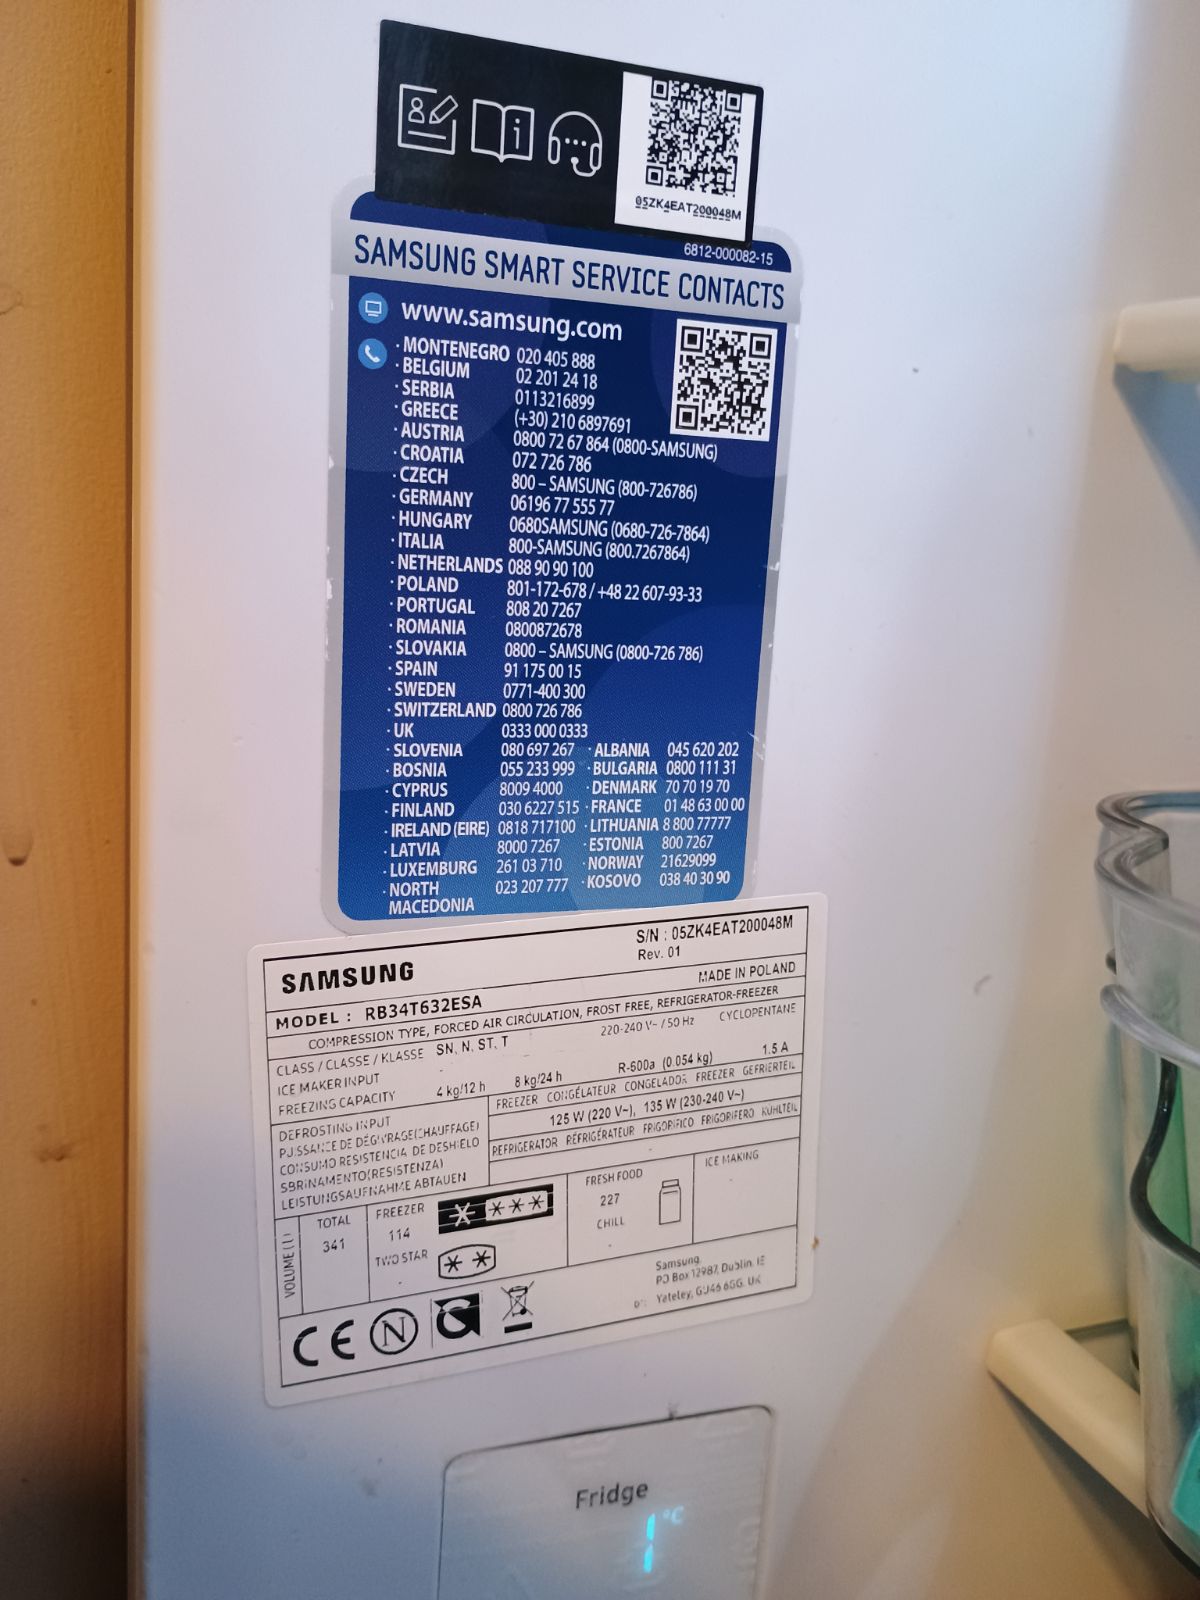 05ZK4EAT200048M
6812-000082-15
SAMSUNG SMART SERVICE CONTACTS
www.samsung.com
· MONTENEGRO 020 405 888
· BELGIUM 02 201 24 18
· SERBIA 0113216899
· GREECE (+30) 210 6897691
· AUSTRIA 0800 72 67 864 (0800-SAMSUNG)
· CROATIA 072 726 786
· CZECH 800 – SAMSUNG (800-726786)
· GERMANY 06196 77 555 77
· HUNGARY 0680SAMSUNG (0680-726-7864)
· ITALIA 800-SAMSUNG (800.7267864)
· NETHERLANDS 088 90 90 100
· POLAND 801-172-678 / +48 22 607-93-33
· PORTUGAL 808 20 7267
· ROMANIA 0800872678
· SLOVAKIA 0800 – SAMSUNG (0800-726 786)
· SPAIN 91 175 00 15
· SWEDEN 0771-400 300
· SWITZERLAND 0800 726 786
· UK 0333 000 0333
· SLOVENIA 080 697 267 · ALBANIA 045 620 202
· BOSNIA 055 233 999 · BULGARIA 0800 111 31
· CYPRUS 8009 4000 · DENMARK 70 70 19 70
· FINLAND 030 6227 515 · FRANCE 01 48 63 00 00
· IRELAND (EIRE) 0818 717100 · LITHUANIA 8 800 77777
· LATVIA 8000 7267 · ESTONIA 800 7267
· LUXEMBURG 261 03 710 · NORWAY 21629099
· NORTH 023 207 777 · KOSOVO 038 40 30 90
MACEDONIA
S/N : 05ZK4EAT200048M
SAMSUNG Rev. 01
MODEL : RB34T632ESA MADE IN POLAND
COMPRESSION TYPE, FORCED AIR CIRCULATION, FROST FREE, REFRIGERATOR-FREEZER
CLASS / CLASSE / KLASSE SN, N, ST, T 220-240 V~ / 50 Hz CYCLOPENTANE
ICE MAKER INPUT - R-600a (0.054 kg) 1.5 A
FREEZING CAPACITY 4 kg/12 h 8 kg/24 h
DEFROSTING INPUT FREEZER CONGÉLATEUR CONGELADOR FREEZER GEFRIERTEIL
PUISSANCE DE DÉGIVRAGE(CHAUFFAGE) 125 W (220 V~), 135 W (230-240 V~)
CONSUMO RESISTENCIA DE DESHIELO REFRIGERATOR RÉFRIGÉRATEUR FRIGORIFICO FRIGORIFERO KUHLTEIL
SBRINAMENTO(RESISTENZA) -
LEISTUNGSAUFNAHME ABTAUEN
VOLUME ( l ) TOTAL FREEZER FRESH FOOD ICE MAKING
341 114 227 -
TWO STAR CHILL
-
Samsung.
PO Box 12987, Dublin. IE
Yateley, GU46 6GG. UK
CE N
Fridge
1 °C